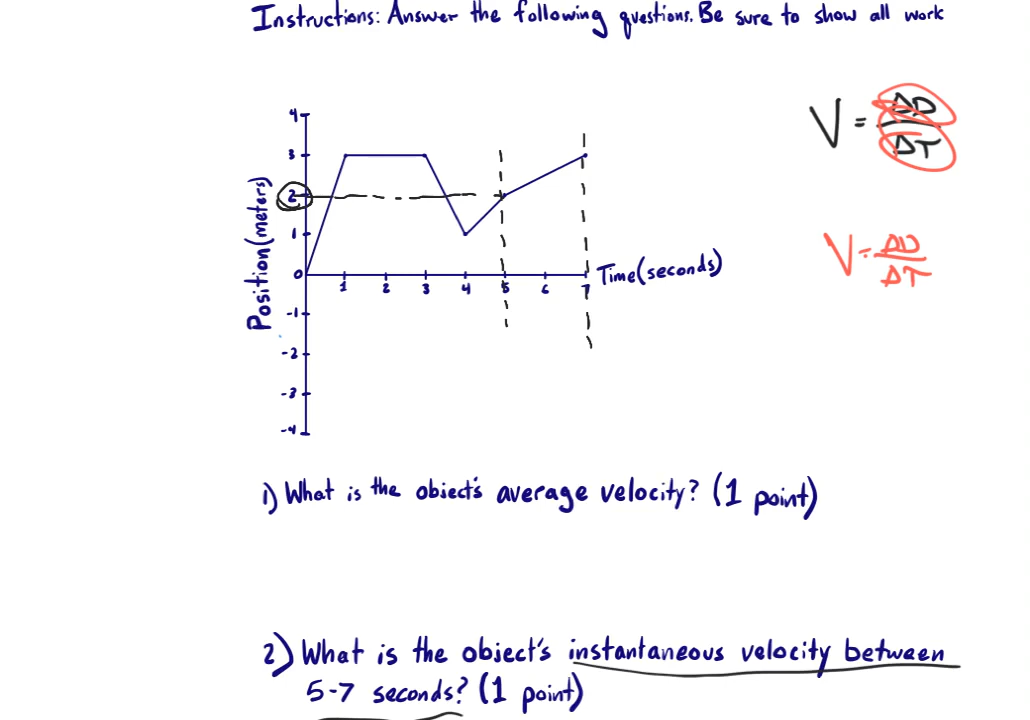 Instructions: Answer the following questions. Be sure to show all work
V = ΔD
ΔT
4
3
2
1
0
-1
-2
-3
-4
Position (meters)
1 2 3 4 5 6 7
Time (seconds)
V = ΔD
ΔT
1) What is the object's average velocity? (1 point)
2) What is the object's instantaneous velocity between
5-7 seconds? (1 point)